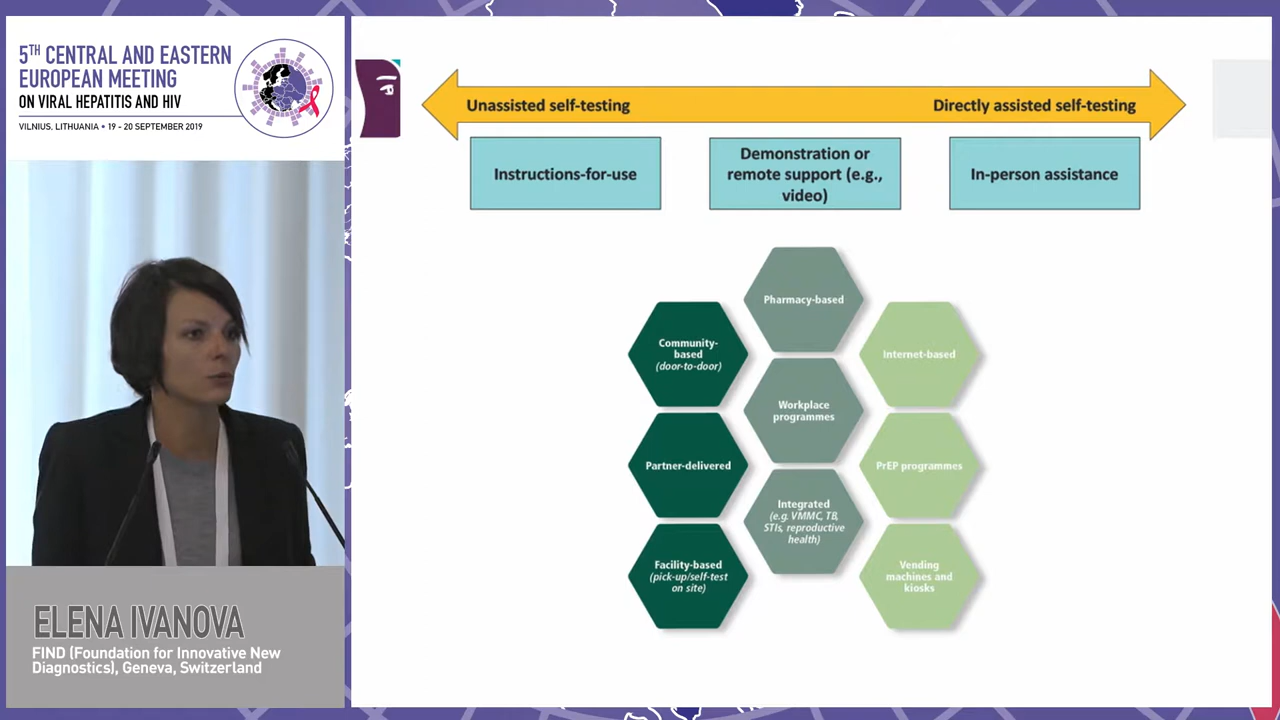 5TH CENTRAL AND EASTERN
EUROPEAN MEETING
ON VIRAL HEPATITIS AND HIV
VILNIUS, LITHUANIA • 19 - 20 SEPTEMBER 2019
Unassisted self-testing
Directly assisted self-testing
Instructions-for-use
Demonstration or
remote support (e.g.,
video)
In-person assistance
Pharmacy-based
Community-
based
(door-to-door)
Internet-based
Workplace
programmes
Partner-delivered
PrEP programmes
Integrated
(e.g. VMMC, TB,
STIs, reproductive
health)
Facility-based
(pick-up/self-test
on site)
Vending
machines and
kiosks
ELENA IVANOVA
FIND (Foundation for Innovative New
Diagnostics), Geneva, Switzerland